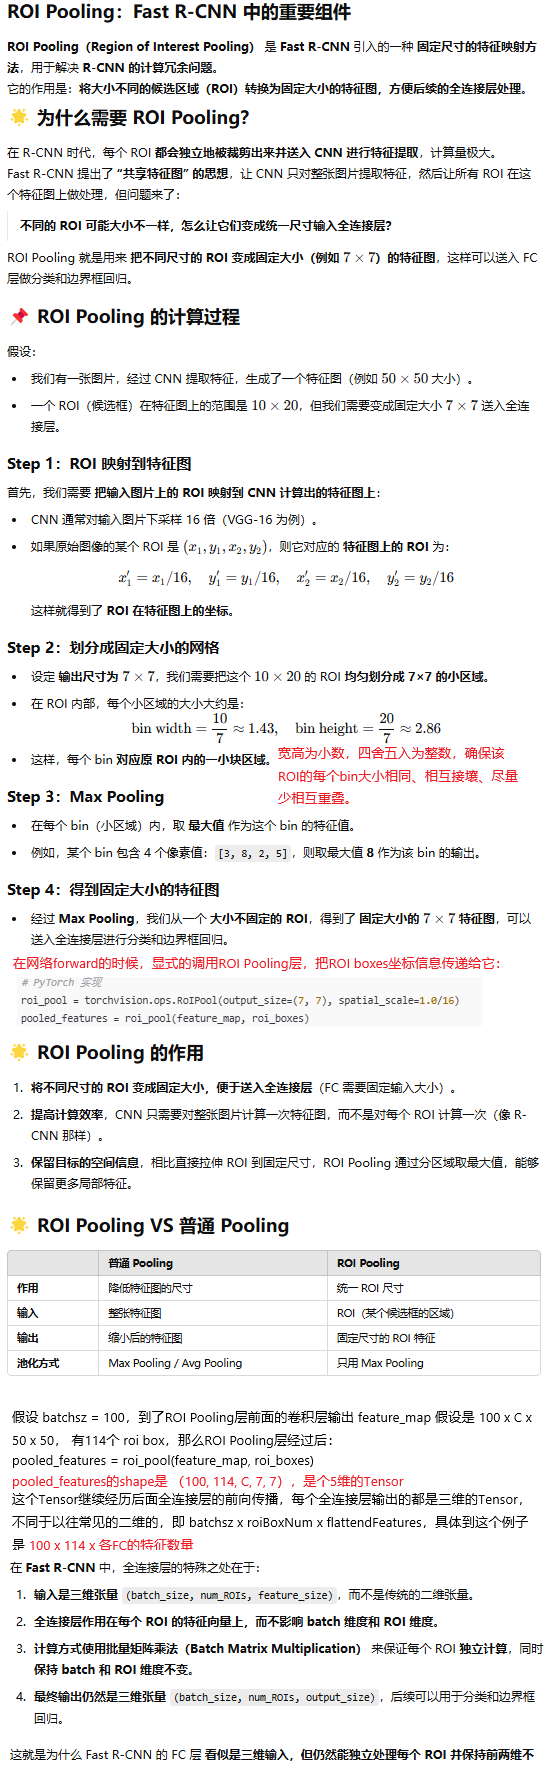 ROI Pooling：Fast R-CNN 中的重要组件
ROI Pooling（Region of Interest Pooling） 是 Fast R-CNN 引入的一种 固定尺寸的特征映射方
法，用于解决 R-CNN 的计算冗余问题。
它的作用是：将大小不同的候选区域（ROI）转换为固定大小的特征图，方便后续的全连接层处理。
🌟 为什么需要 ROI Pooling?
在 R-CNN 时代，每个 ROI 都会独立地被裁剪出来并送入 CNN 进行特征提取，计算量极大。
Fast R-CNN 提出了 “共享特征图” 的思想，让 CNN 只对整张图片提取特征，然后让所有 ROI 在这
个特征图上做处理，但问题来了：
不同的 ROI 可能大小不一样，怎么让它们变成统一尺寸输入全连接层?
ROI Pooling 就是用来 把不同尺寸的 ROI 变成固定大小（例如 7 × 7）的特征图，这样可以送入 FC
层做分类和边界框回归。
📌 ROI Pooling 的计算过程
假设：
• 我们有一张图片，经过 CNN 提取特征，生成了一个特征图（例如 50 × 50 大小）。
• 一个 ROI（候选框）在特征图上的范围是 10 × 20，但我们需要变成固定大小 7 × 7 送入全连
接层。
Step 1：ROI 映射到特征图
首先，我们需要 把输入图片上的 ROI 映射到 CNN 计算出的特征图上：
• CNN 通常对输入图片下采样 16 倍（VGG-16 为例）。
• 如果原始图像的某个 ROI 是 (x₁, y₁, x₂, y₂)，则它对应的 特征图上的 ROI 为：
x₁′ = x₁/16, y₁′ = y₁/16, x₂′ = x₂/16, y₂′ = y₂/16
这样就得到了 ROI 在特征图上的坐标。
Step 2：划分成固定大小的网格
• 设定 输出尺寸为 7 × 7，我们需要把这个 10 × 20 的 ROI 均匀划分成 7×7 的小区域。
• 在 ROI 内部，每个小区域的大小大约是：
bin width = 10/7 ≈ 1.43, bin height = 20/7 ≈ 2.86
• 这样，每个 bin 对应原 ROI 内的一小块区域。
宽高为小数，四舍五入为整数，确保该
ROI的每个bin大小相同、相互接壤、尽量
少相互重叠。
Step 3：Max Pooling
• 在每个 bin（小区域）内，取 最大值 作为这个 bin 的特征值。
• 例如，某个 bin 包含 4 个像素值：[3, 8, 2, 5]，则取最大值 8 作为该 bin 的输出。
Step 4：得到固定大小的特征图
• 经过 Max Pooling，我们从一个 大小不固定的 ROI，得到了 固定大小的 7 × 7 特征图，可以
送入全连接层进行分类和边界框回归。
在网络forward的时候，显式的调用ROI Pooling层，把ROI boxes坐标信息传递给它：
# PyTorch 实现
roi_pool = torchvision.ops.RoIPool(output_size=(7, 7), spatial_scale=1.0/16)
pooled_features = roi_pool(feature_map, roi_boxes)
🌟 ROI Pooling 的作用
1. 将不同尺寸的 ROI 变成固定大小，便于送入全连接层（FC 需要固定输入大小）。
2. 提高计算效率，CNN 只需要对整张图片计算一次特征图，而不是对每个 ROI 计算一次（像 R-
CNN 那样）。
3. 保留目标的空间信息，相比直接拉伸 ROI 到固定尺寸，ROI Pooling 通过分区域取最大值，能够
保留更多局部特征。
🌟 ROI Pooling VS 普通 Pooling
普通 Pooling ROI Pooling
作用 降低特征图的尺寸 统一 ROI 尺寸
输入 整张特征图 ROI（某个候选框的区域）
输出 缩小后的特征图 固定尺寸的 ROI 特征
池化方式 Max Pooling / Avg Pooling 只用 Max Pooling
假设 batchsz = 100，到了ROI Pooling层前面的卷积层输出 feature_map 假设是 100 x C x
50 x 50， 有114个 roi box，那么ROI Pooling层经过后：
pooled_features = roi_pool(feature_map, roi_boxes)
pooled_features的shape是 （100, 114, C, 7, 7），是个5维的Tensor
这个Tensor继续经历后面全连接层的前向传播，每个全连接层输出的都是三维的Tensor，
不同于以往常见的二维的，即 batchsz x roiBoxNum x flattendFeatures，具体到这个例子
是 100 x 114 x 各FC的特征数量
在 Fast R-CNN 中，全连接层的特殊之处在于：
1. 输入是三维张量 (batch_size, num_ROIs, feature_size)，而不是传统的二维张量。
2. 全连接层作用在每个 ROI 的特征向量上，而不影响 batch 维度和 ROI 维度。
3. 计算方式使用批量矩阵乘法（Batch Matrix Multiplication） 来保证每个 ROI 独立计算，同时
保持 batch 和 ROI 维度不变。
4. 最终输出仍然是三维张量 (batch_size, num_ROIs, output_size)，后续可以用于分类和边界框
回归。
这就是为什么 Fast R-CNN 的 FC 层 看似是三维输入，但仍然能独立处理每个 ROI 并保持前两维不